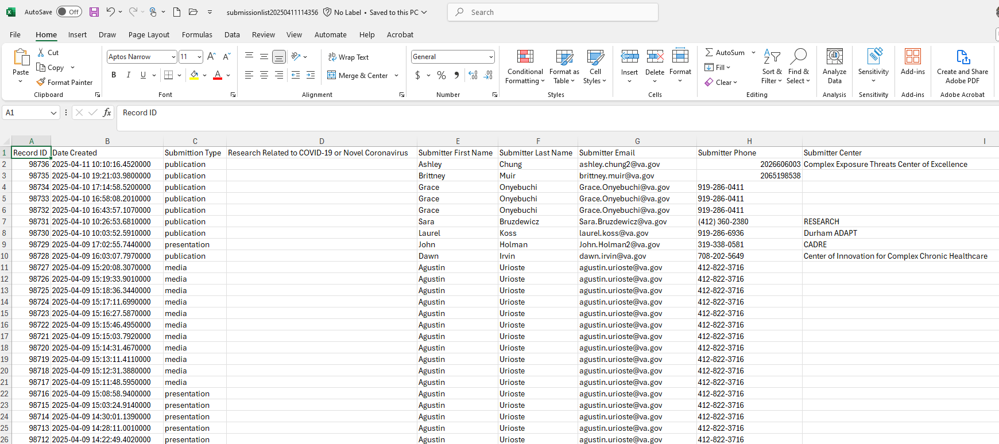 AutoSave Off submissionlist20250411114356 No Label • Saved to this PC Search
File Home Insert Draw Page Layout Formulas Data Review View Automate Help Acrobat
Paste Cut Copy Format Painter Clipboard
Aptos Narrow 11 A A B I U A Font
ab Wrap Text Merge & Center Alignment
General $ % Number
Conditional Formatting Format as Table Cell Styles Styles
Insert Delete Format Cells
AutoSum Fill Clear Sort & Filter Find & Select Editing
Analyze Data Analysis
Sensitivity Sensitivity
Add-ins Add-ins
Create and Share Adobe PDF Adobe Acrobat
A1 fx Record ID
A B C D E F G H I
1 Record ID Date Created Submittion Type Research Related to COVID-19 or Novel Coronavirus Submitter First Name Submitter Last Name Submitter Email Submitter Phone Submitter Center
2 98736 2025-04-11 10:10:16.4520000 publication Ashley Chung ashley.chung2@va.gov 2026606003 Complex Exposure Threats Center of Excellence
3 98735 2025-04-10 19:21:03.9800000 publication Brittney Muir brittney.muir@va.gov 2065198538
4 98734 2025-04-10 17:14:58.5200000 publication Grace Onyebuchi Grace.Onyebuchi@va.gov 919-286-0411
5 98733 2025-04-10 16:58:08.2010000 publication Grace Onyebuchi Grace.Onyebuchi@va.gov 919-286-0411
6 98732 2025-04-10 16:43:57.1070000 publication Grace Onyebuchi Grace.Onyebuchi@va.gov 919-286-0411
7 98731 2025-04-10 10:26:53.6810000 publication Sara Bruzdewicz Sara.Bruzdewicz@va.gov (412) 360-2380 RESEARCH
8 98730 2025-04-10 10:03:52.5910000 publication Laurel Koss laurel.koss@va.gov 919-286-6936 Durham ADAPT
9 98729 2025-04-09 17:02:55.7440000 presentation John Holman John.Holman2@va.gov 319-338-0581 CADRE
10 98728 2025-04-09 16:03:07.7970000 publication Dawn Irvin dawn.irvin@va.gov 708-202-5649 Center of Innovation for Complex Chronic Healthcare
11 98727 2025-04-09 15:20:08.3070000 media Agustin Urioste agustin.urioste@va.gov 412-822-3716
12 98726 2025-04-09 15:19:33.9010000 media Agustin Urioste agustin.urioste@va.gov 412-822-3716
13 98725 2025-04-09 15:18:36.3440000 media Agustin Urioste agustin.urioste@va.gov 412-822-3716
14 98724 2025-04-09 15:17:11.6990000 media Agustin Urioste agustin.urioste@va.gov 412-822-3716
15 98723 2025-04-09 15:16:27.5870000 media Agustin Urioste agustin.urioste@va.gov 412-822-3716
16 98722 2025-04-09 15:15:46.4950000 media Agustin Urioste agustin.urioste@va.gov 412-822-3716
17 98721 2025-04-09 15:15:03.7920000 media Agustin Urioste agustin.urioste@va.gov 412-822-3716
18 98720 2025-04-09 15:14:31.4670000 media Agustin Urioste agustin.urioste@va.gov 412-822-3716
19 98719 2025-04-09 15:13:11.4110000 media Agustin Urioste agustin.urioste@va.gov 412-822-3716
20 98718 2025-04-09 15:12:31.3880000 media Agustin Urioste agustin.urioste@va.gov 412-822-3716
21 98717 2025-04-09 15:11:48.5950000 media Agustin Urioste agustin.urioste@va.gov 412-822-3716
22 98716 2025-04-09 15:08:58.9400000 presentation Agustin Urioste agustin.urioste@va.gov 412-822-3716
23 98715 2025-04-09 15:03:24.9140000 presentation Agustin Urioste agustin.urioste@va.gov 412-822-3716
24 98714 2025-04-09 14:30:01.1390000 presentation Agustin Urioste agustin.urioste@va.gov 412-822-3716
25 98713 2025-04-09 14:28:11.0010000 presentation Agustin Urioste agustin.urioste@va.gov 412-822-3716
26 98712 2025-04-09 14:22:49.4020000 presentation Agustin Urioste agustin.urioste@va.gov 412-822-3716